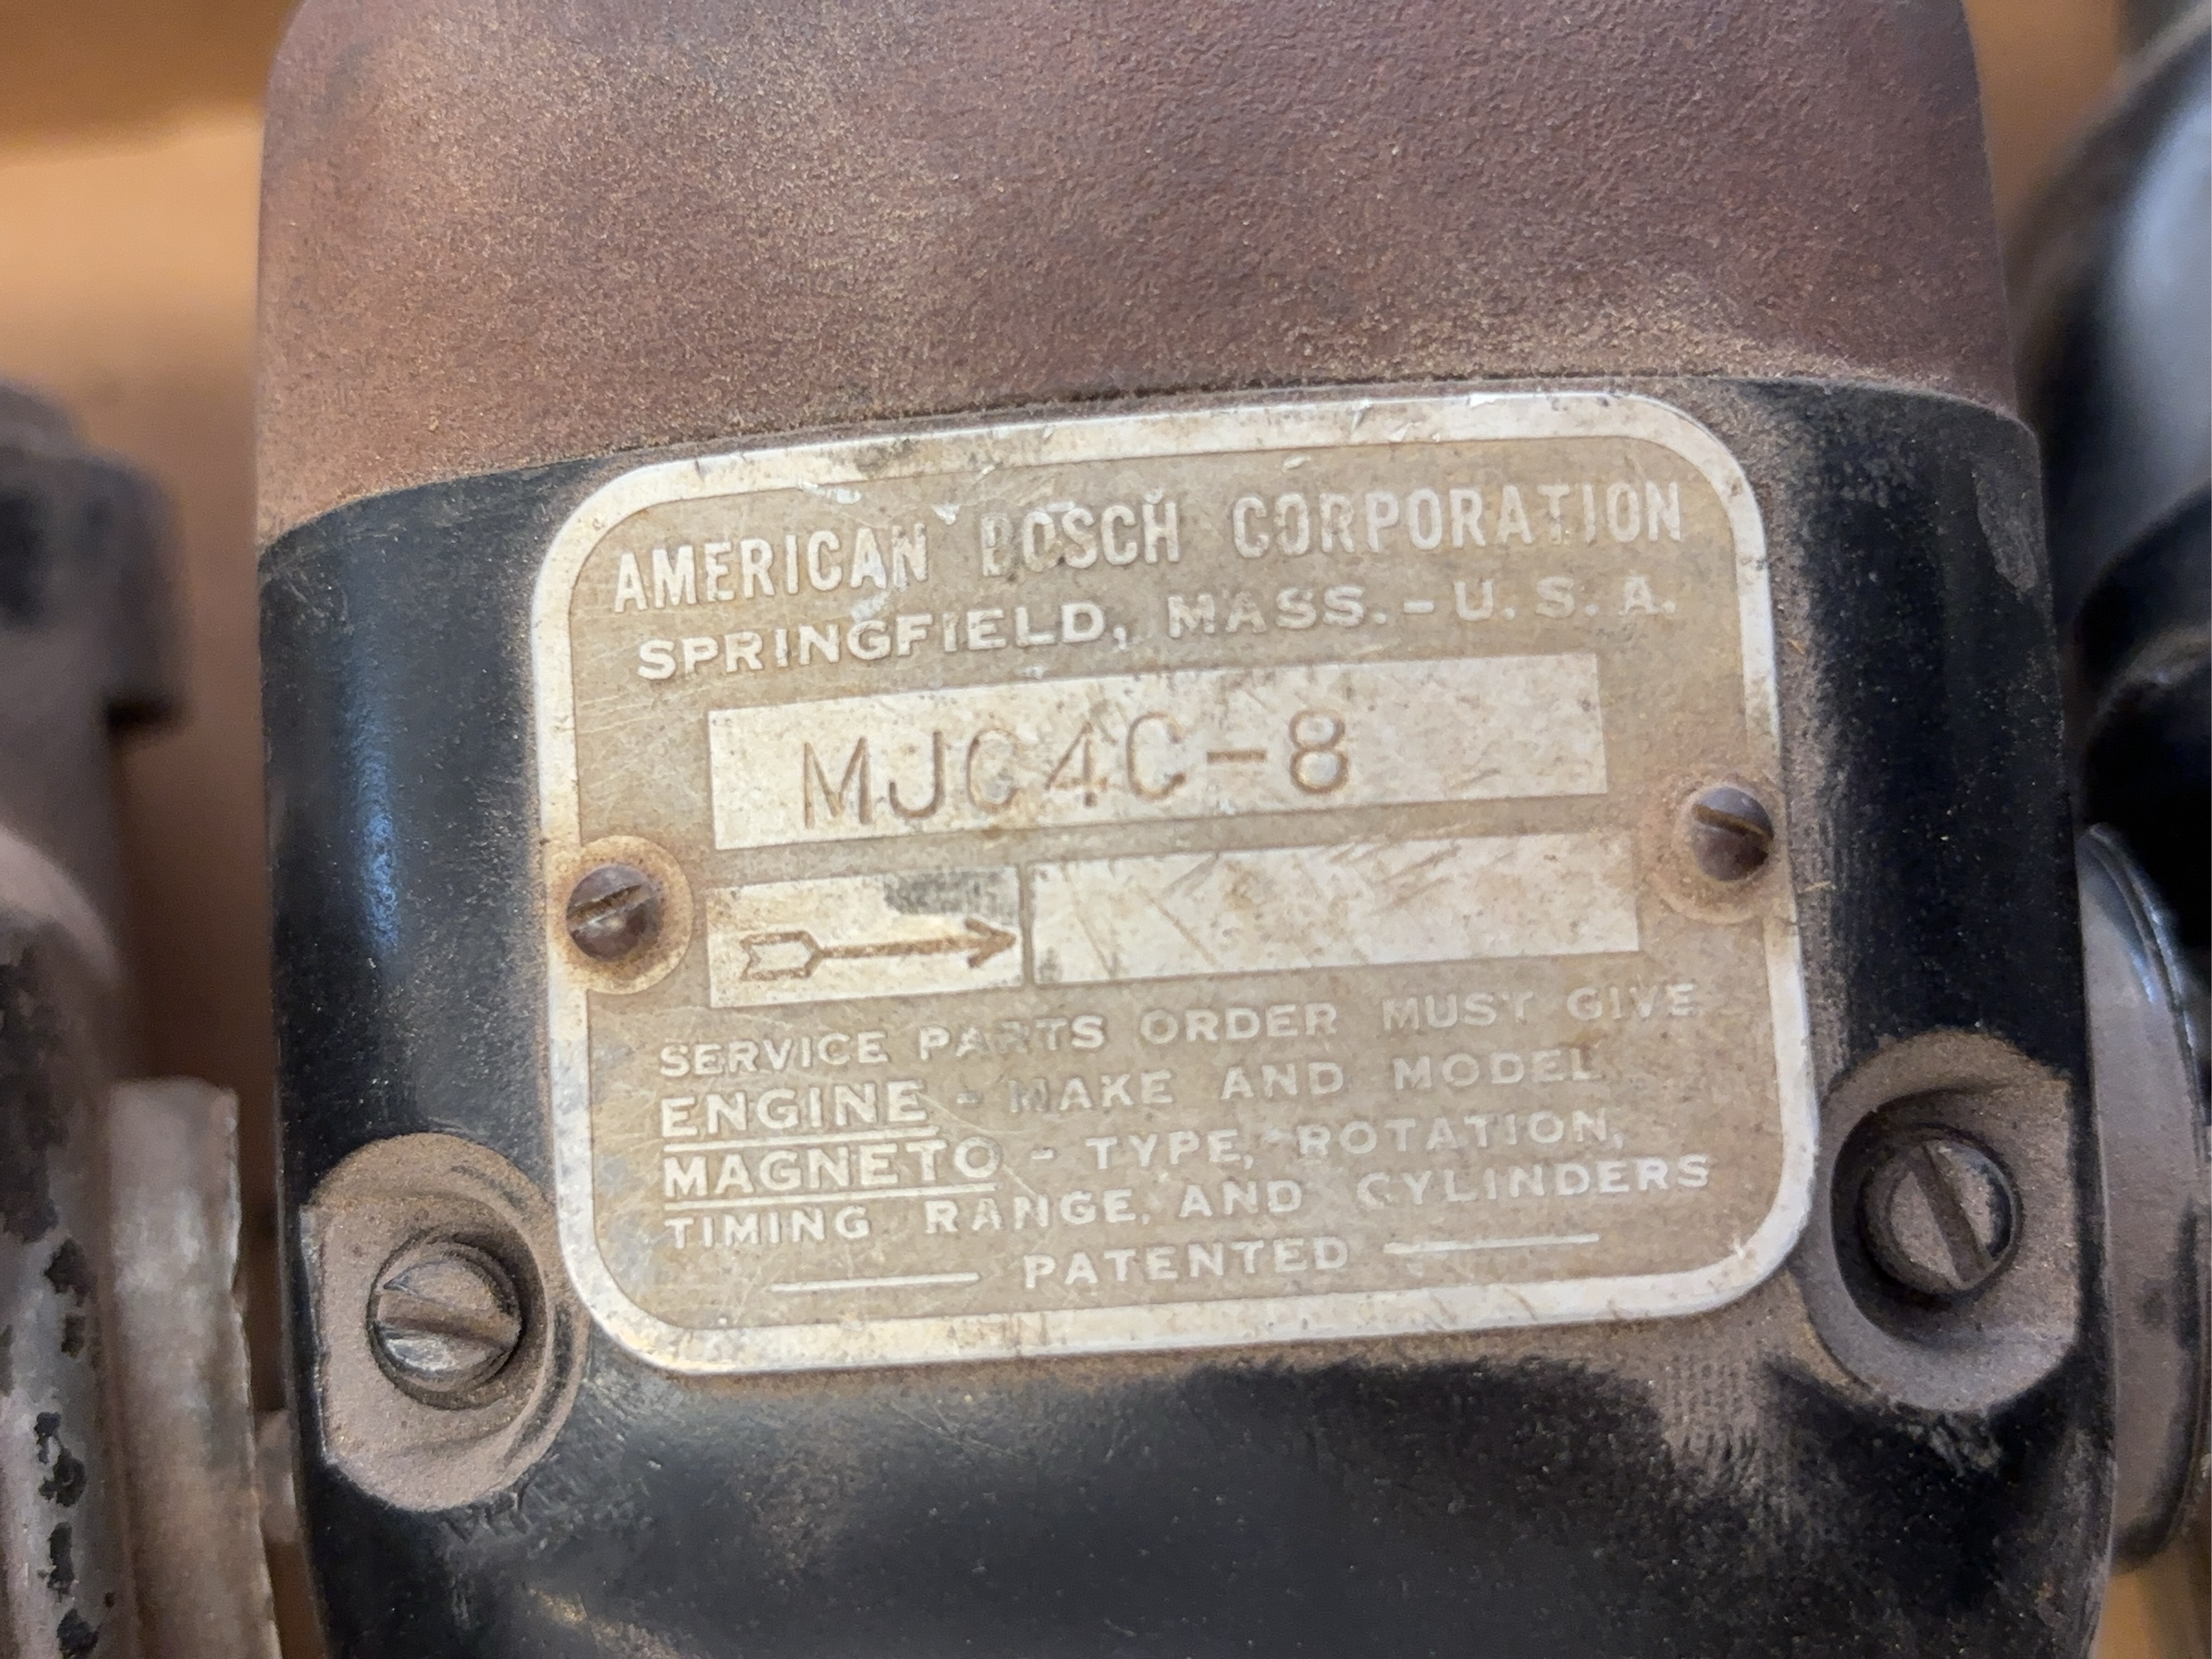 AMERICAN BOSCH CORPORATION
SPRINGFIELD, MASS. - U. S. A.
MJC4C-8
SERVICE PARTS ORDER MUST GIVE
ENGINE - MAKE AND MODEL
MAGNETO - TYPE, ROTATION,
TIMING RANGE, AND CYLINDERS
PATENTED